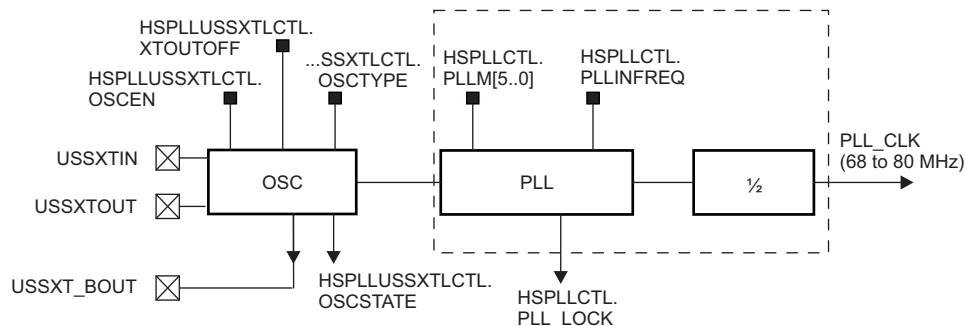 HSPLLUSSXTLCTL.
XTOUTOFF
HSPLLUSSXTLCTL.
OSCEN
...SSXTLCTL.
OSCTYPE
HSPLLCTL.
PLLM[5..0]
HSPLLCTL.
PLLINFREQ
USSXTIN
USSXTOUT
USSXT_BOUT
OSC
PLL
½
PLL_CLK
(68 to 80 MHz)
HSPLLUSSXTLCTL.
OSCSTATE
HSPLLCTL.
PLL_LOCK